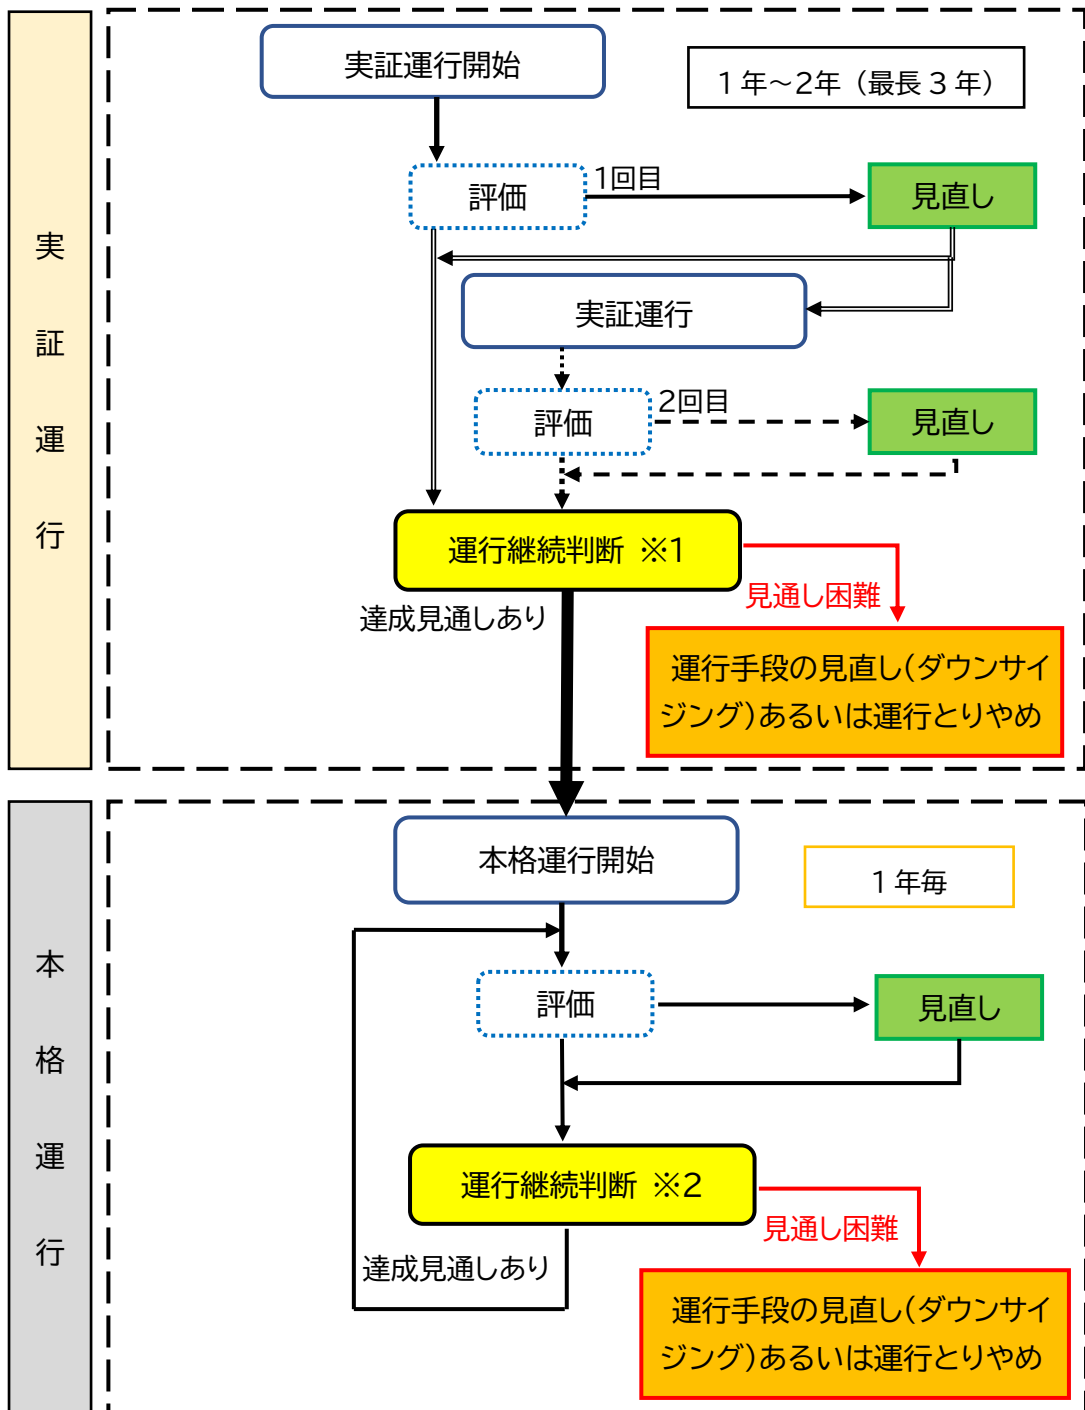 実証運行
実証運行開始
1年~2年（最長3年）
評価
1回目
見直し
実証運行
評価
2回目
見直し
運行継続判断 ※1
達成見通しあり
見通し困難
運行手段の見直し(ダウンサイ
ジング)あるいは運行とりやめ
本格運行
本格運行開始
1年毎
評価
見直し
運行継続判断 ※2
見通し困難
達成見通しあり
運行手段の見直し(ダウンサイ
ジング)あるいは運行とりやめ